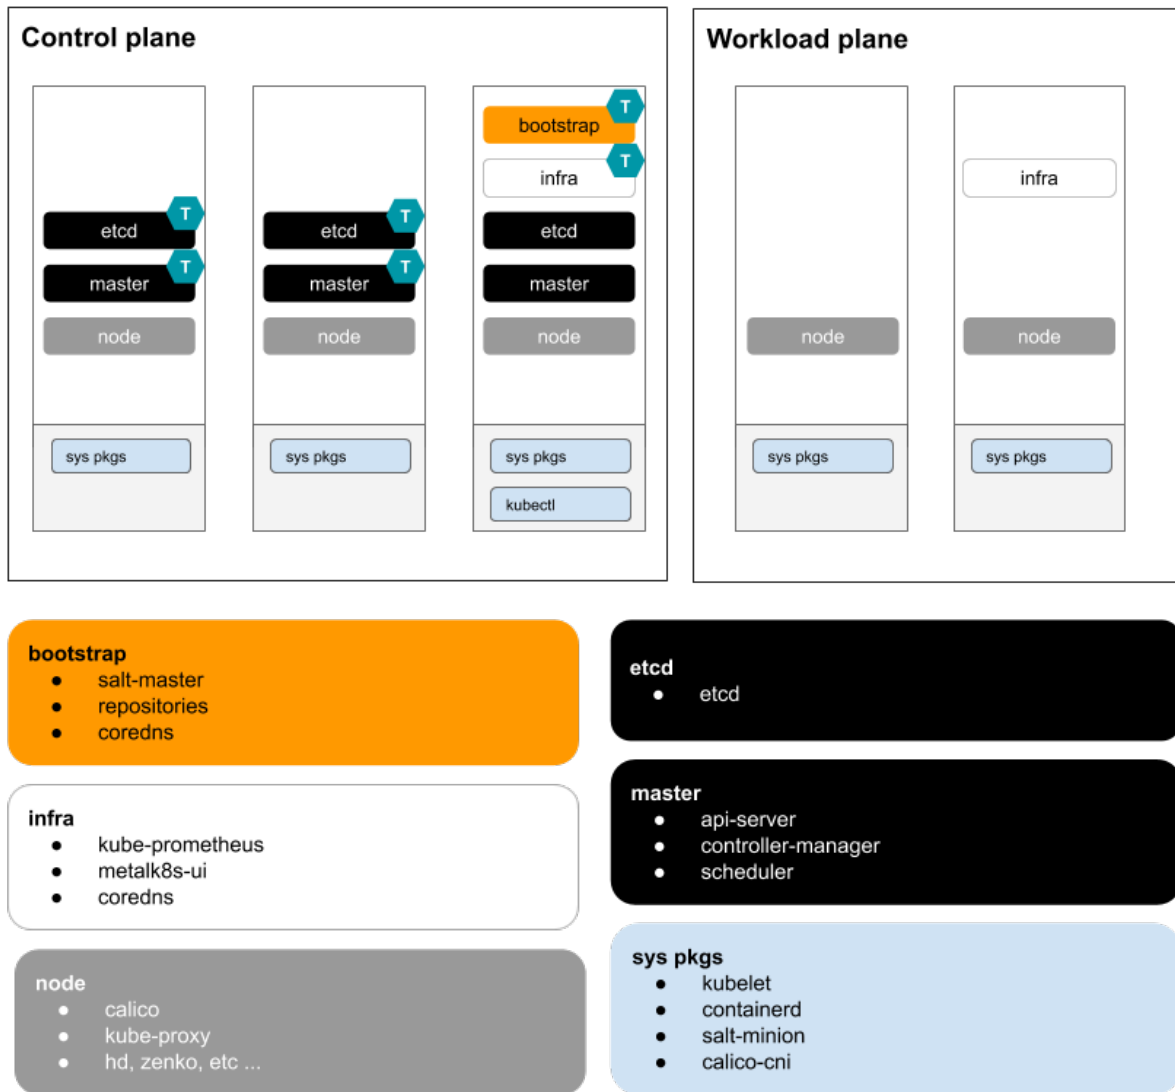 Control plane
T
etcd
T
master
node
sys pkgs
T
etcd
T
master
node
sys pkgs
T
bootstrap
T
infra
etcd
master
node
sys pkgs
kubectl
Workload plane
node
sys pkgs
infra
node
sys pkgs
bootstrap
● salt-master
● repositories
● coredns
infra
● kube-prometheus
● metalk8s-ui
● coredns
node
● calico
● kube-proxy
● hd, zenko, etc ...
etcd
● etcd
master
● api-server
● controller-manager
● scheduler
sys pkgs
● kubelet
● containerd
● salt-minion
● calico-cni